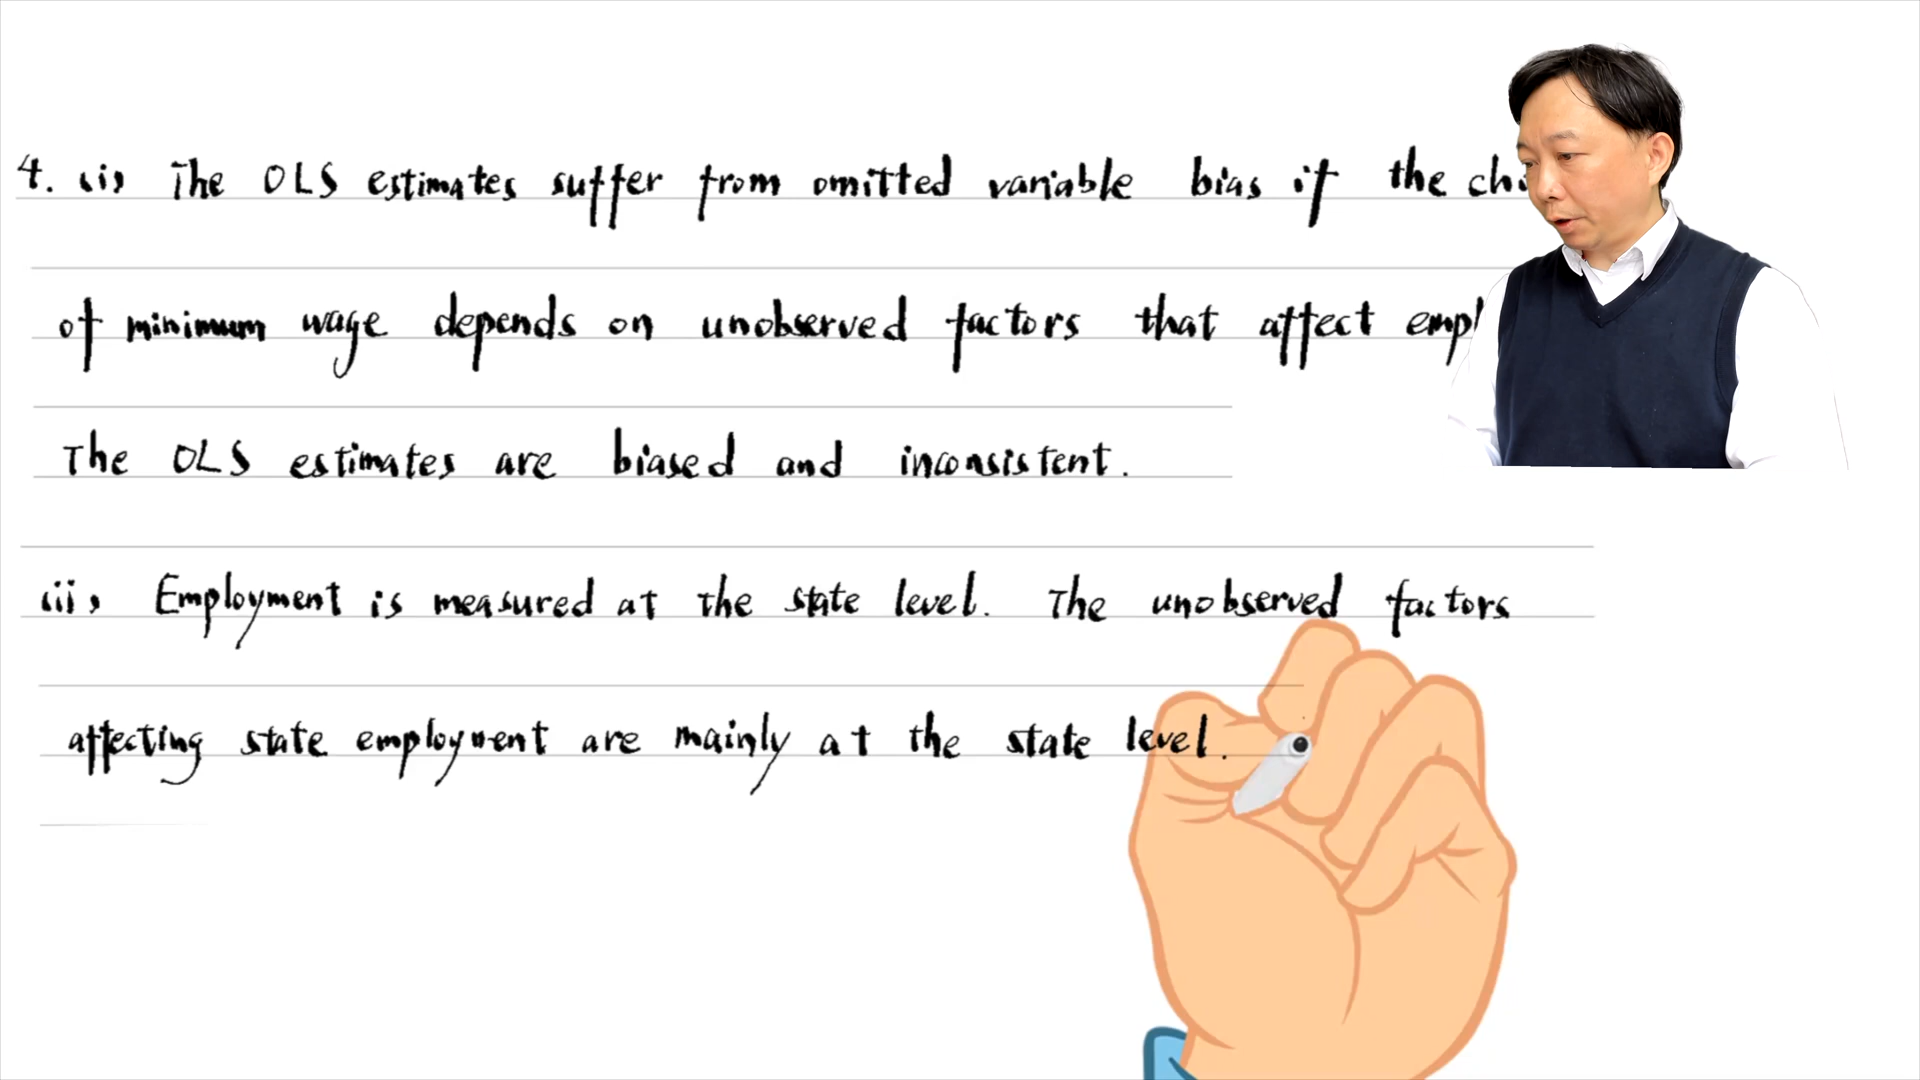 4. (i) The OLS estimates suffer from omitted variable bias if the
of minimum wage depends on unobserved factors that affect
The OLS estimates are biased and inconsistent.
(ii) Employment is measured at the state level. The unobserved factors
affecting state employment are mainly at the state level.